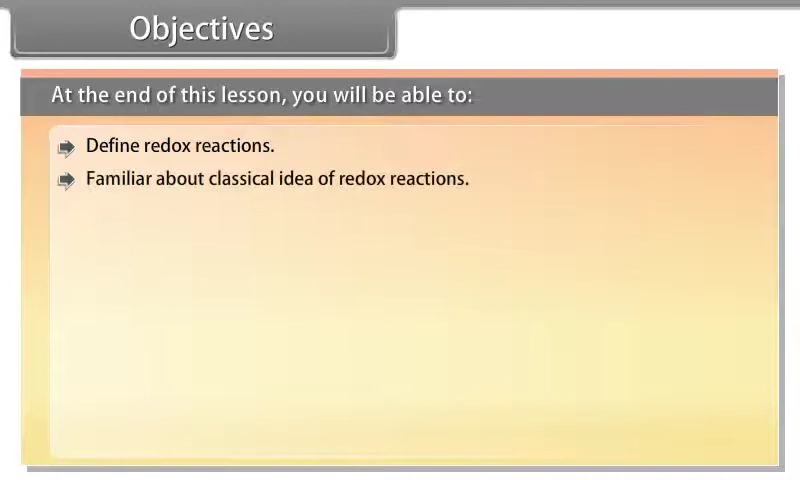 Objectives
At the end of this lesson, you will be able to:
Define redox reactions.
Familiar about classical idea of redox reactions.